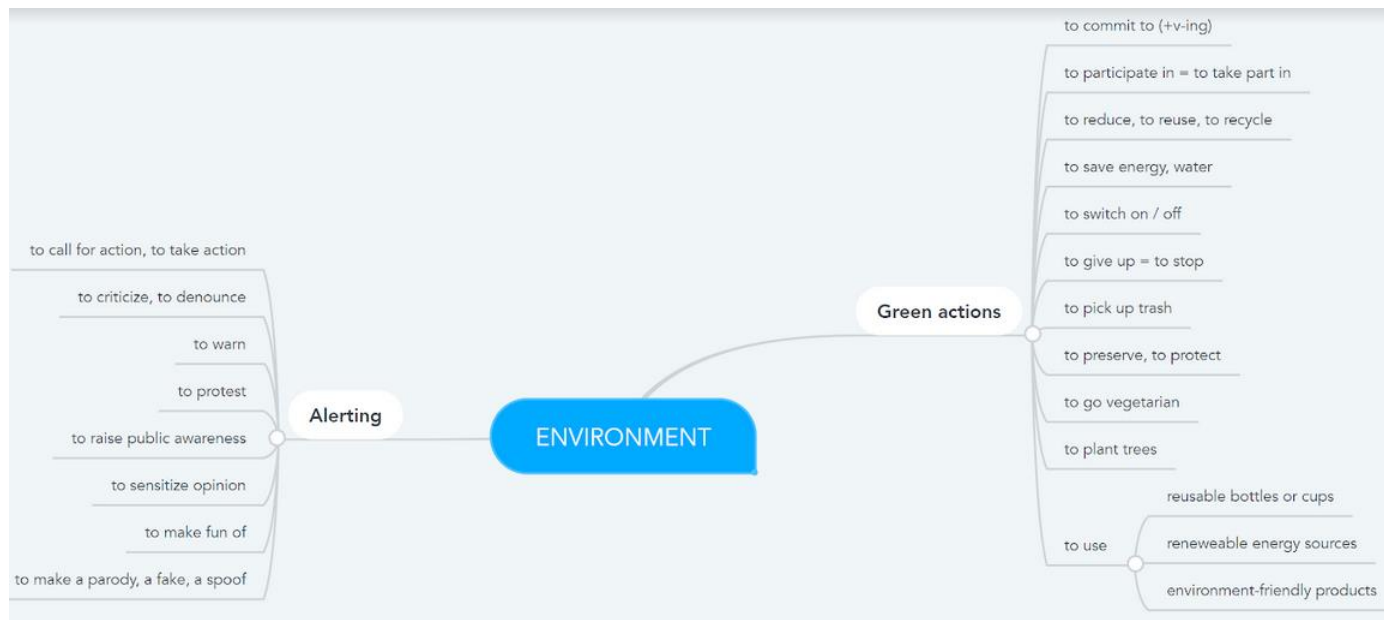 ENVIRONMENT
Green actions
to commit to (+v-ing)
to participate in = to take part in
to reduce, to reuse, to recycle
to save energy, water
to switch on / off
to give up = to stop
to pick up trash
to preserve, to protect
to go vegetarian
to plant trees
to use
reusable bottles or cups
reneweable energy sources
environment-friendly products
Alerting
to call for action, to take action
to criticize, to denounce
to warn
to protest
to raise public awareness
to sensitize opinion
to make fun of
to make a parody, a fake, a spoof